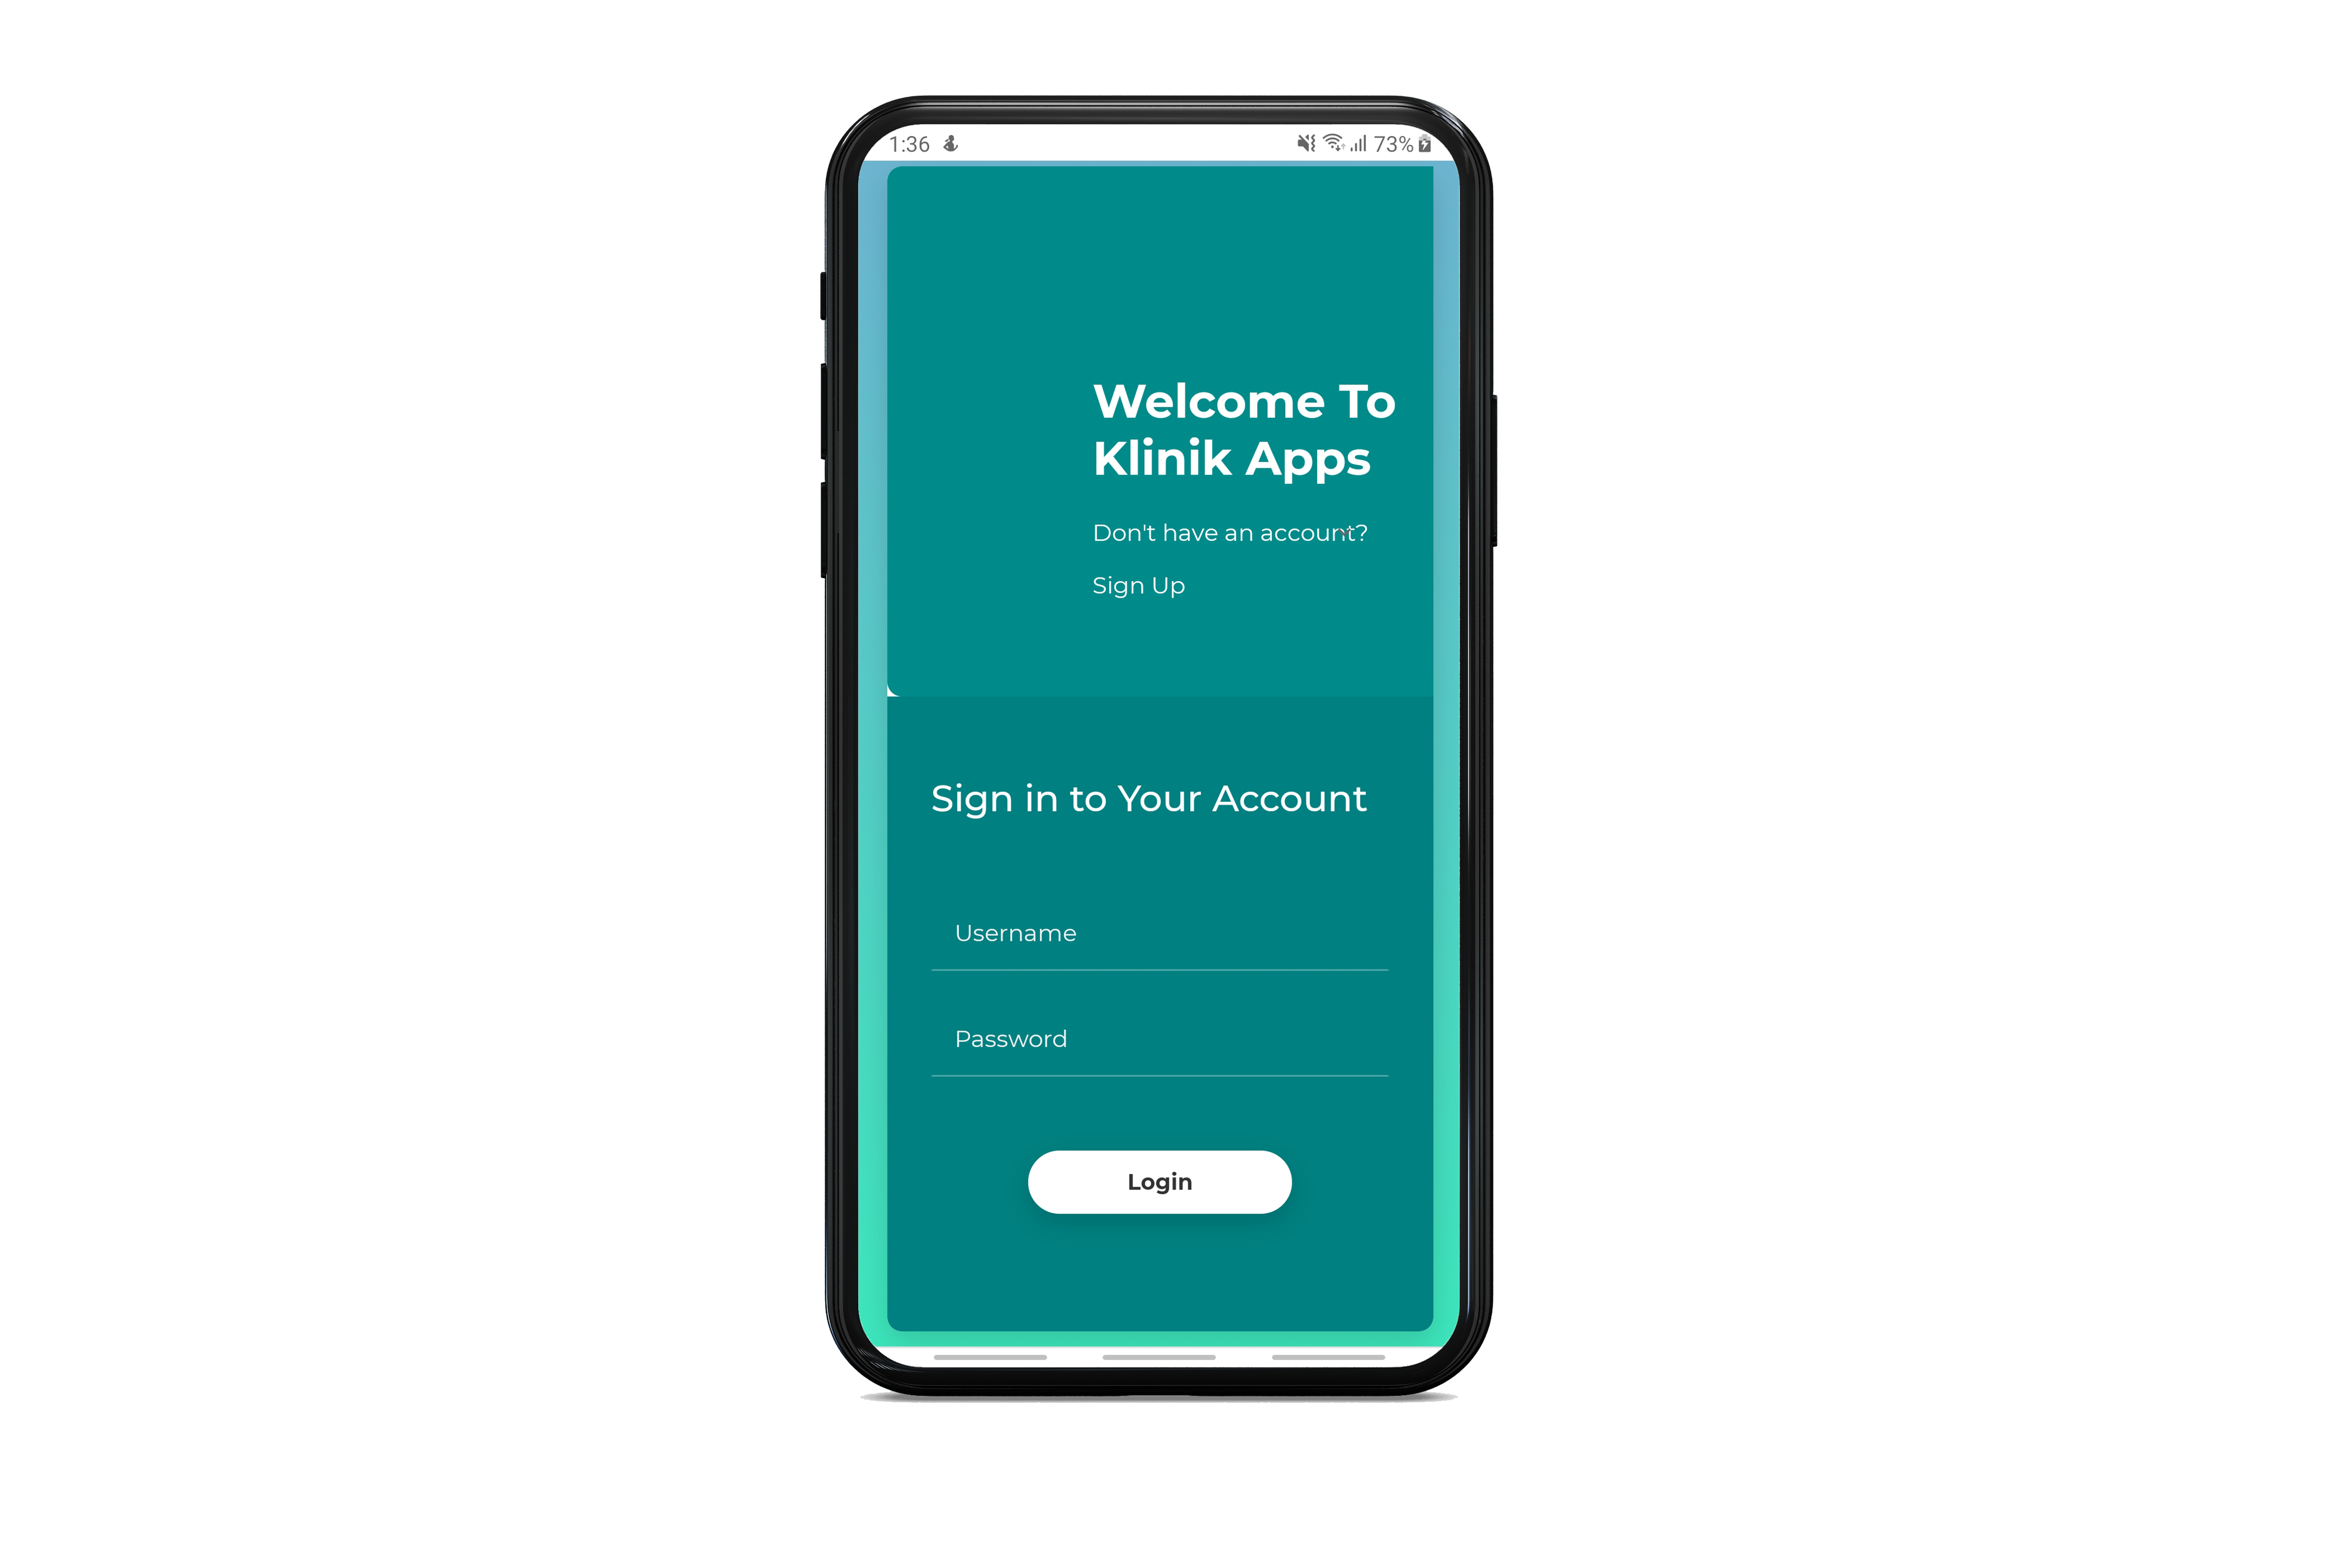 1:36 73%
Welcome To
Klinik Apps
Don't have an account?
Sign Up
Sign in to Your Account
Username
Password
Login